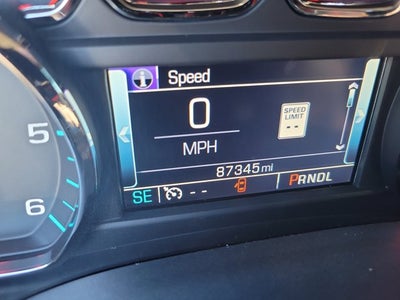 i Speed
0
SPEED
LIMIT
--
MPH
87345 mi
SE -- PRNDL
5
6